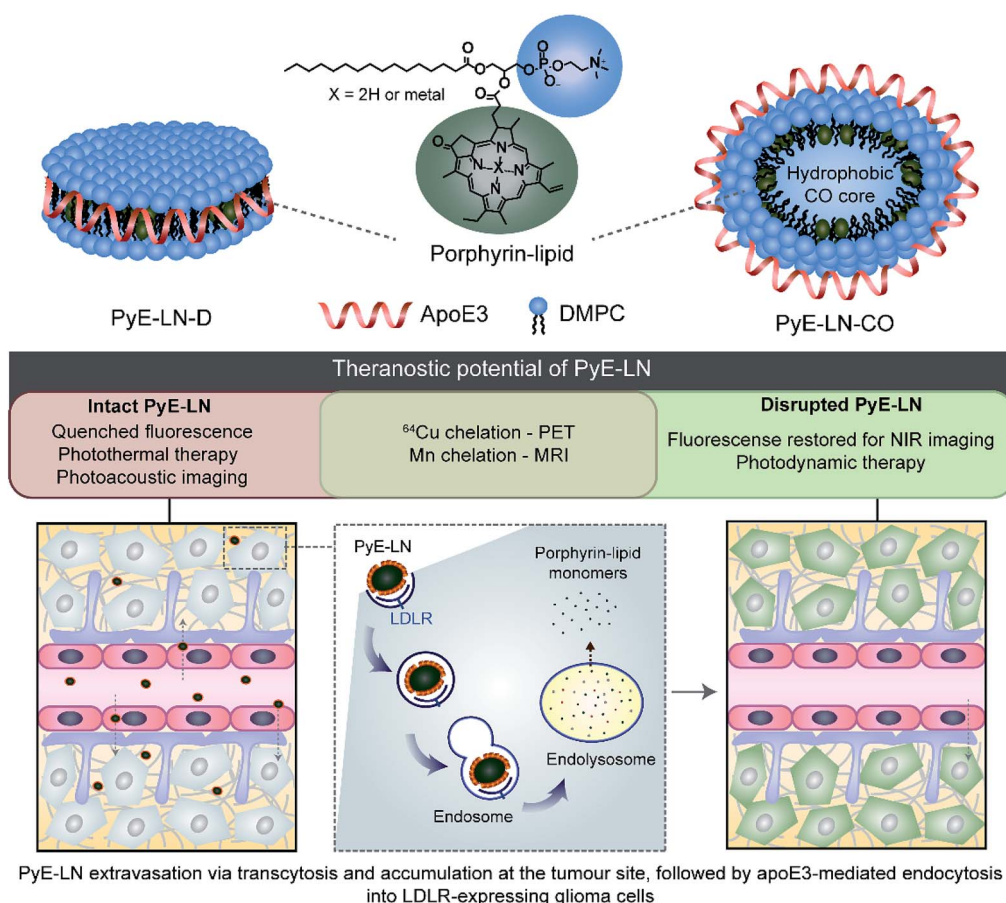 X = 2H or metal
O
O
O
O
O
P
O
O⁻
O
N⁺
O
N
N
X
N
N
Hydrophobic
CO core
Porphyrin-lipid
PyE-LN-D
ApoE3
DMPC
PyE-LN-CO
Theranostic potential of PyE-LN
Intact PyE-LN
Quenched fluorescence
Photothermal therapy
Photoacoustic imaging
⁶⁴Cu chelation - PET
Mn chelation - MRI
Disrupted PyE-LN
Fluorescense restored for NIR imaging
Photodynamic therapy
PyE-LN
LDLR
Porphyrin-lipid
monomers
Endolysosome
Endosome
PyE-LN extravasation via transcytosis and accumulation at the tumour site, followed by apoE3-mediated endocytosis
into LDLR-expressing glioma cells